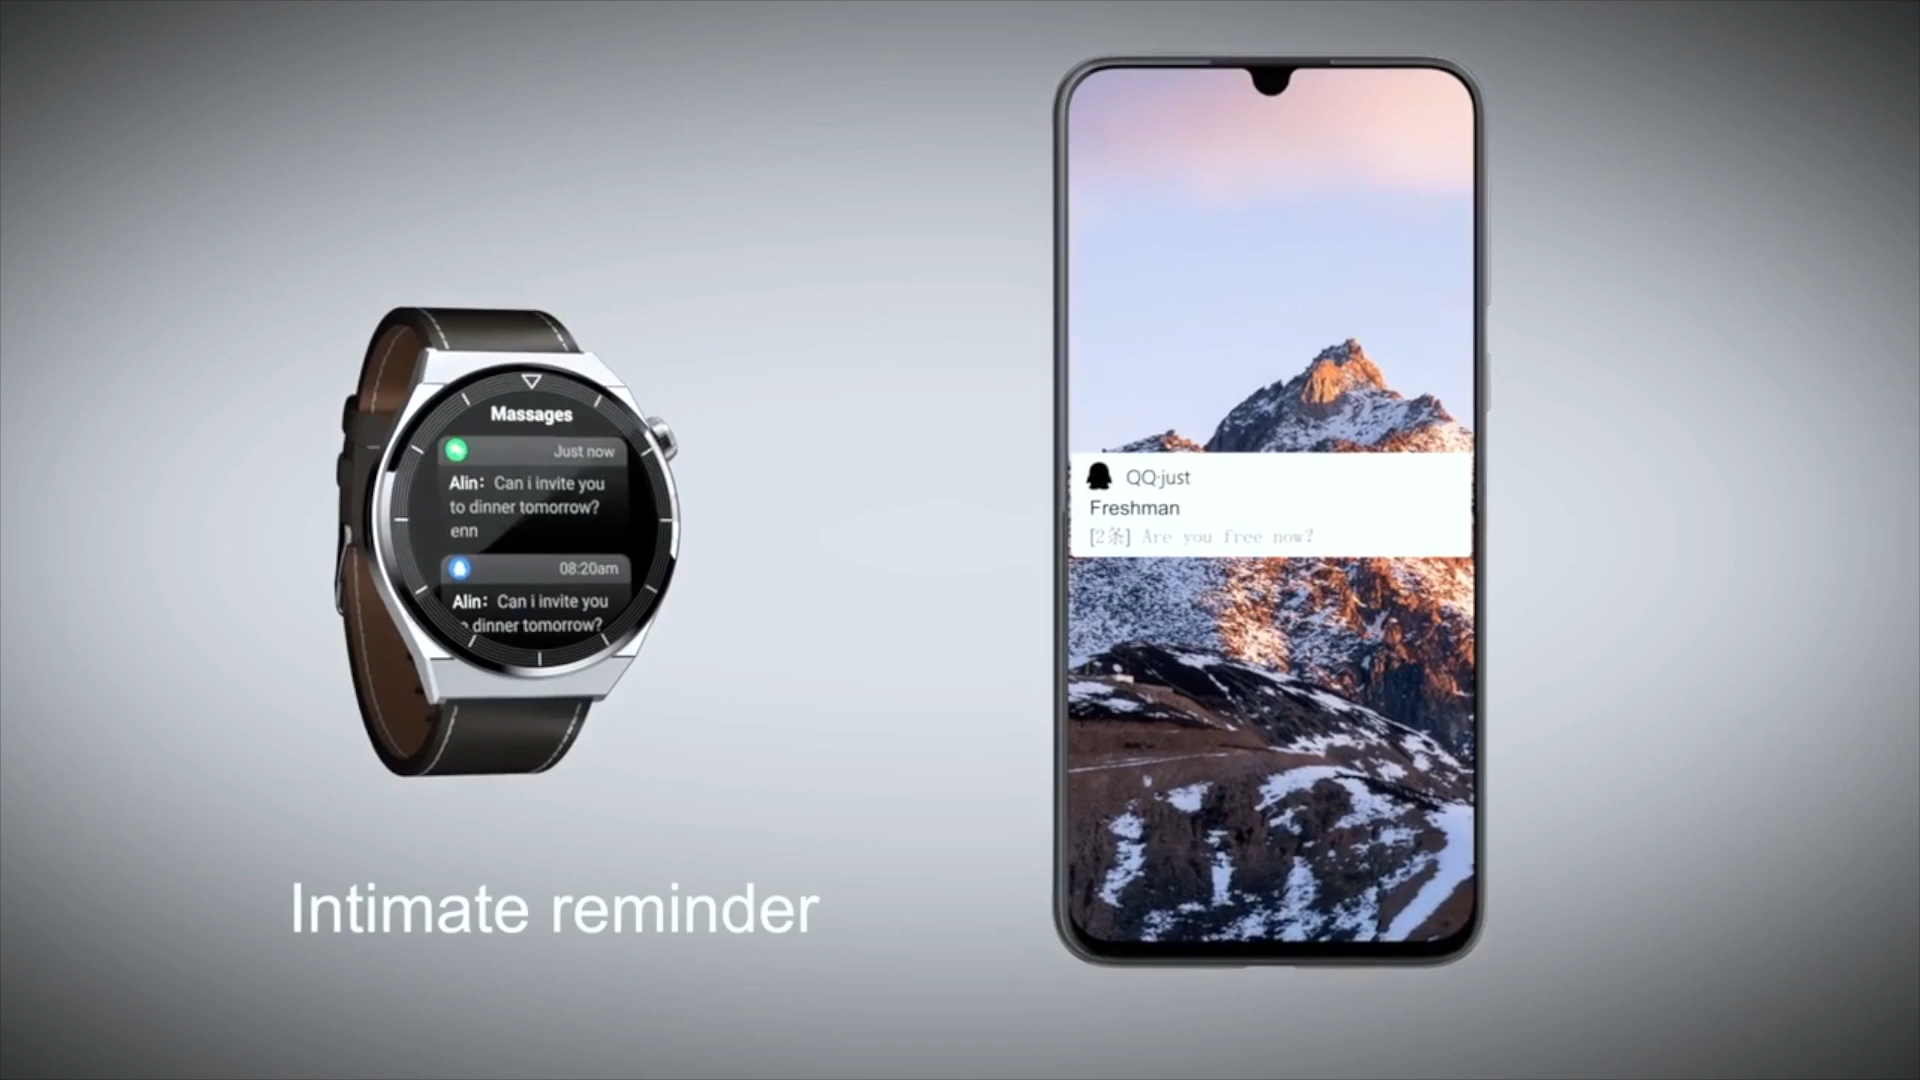 Massages
Just now
Alin: Can i invite you
to dinner tomorrow?
enn
08:20am
Alin: Can i invite you
dinner tomorrow?
Intimate reminder
QQ·just
Freshman
[2条] Are you free now?